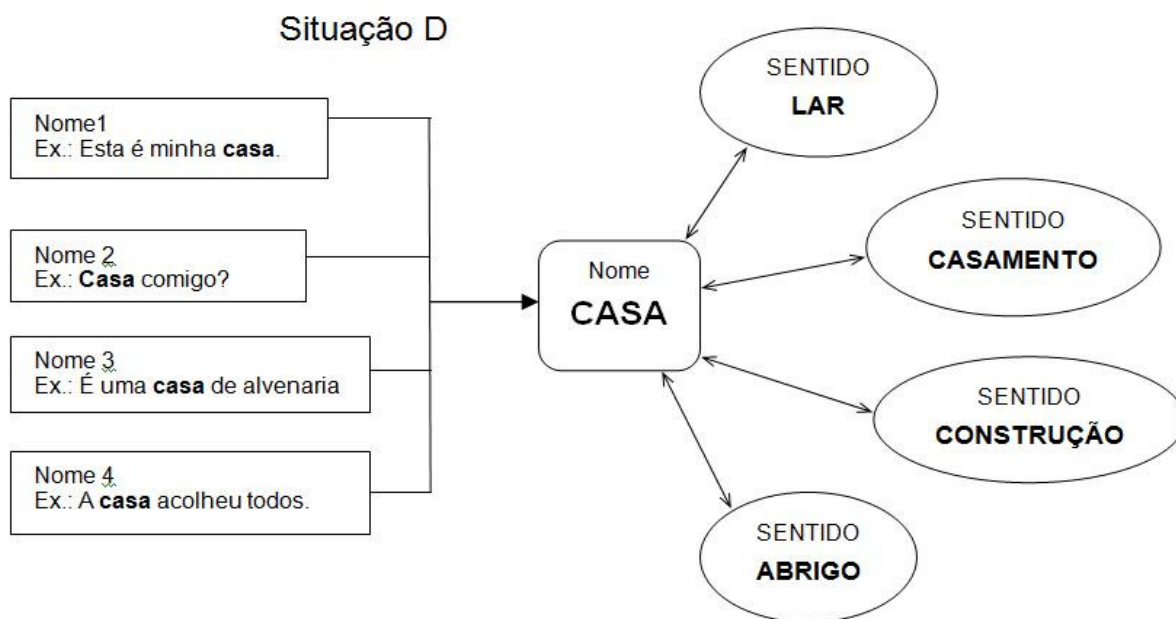 Situação D
Nome1
Ex.: Esta é minha casa.
Nome 2
Ex.: Casa comigo?
Nome 3
Ex.: É uma casa de alvenaria
Nome 4
Ex.: A casa acolheu todos.
Nome
CASA
SENTIDO
LAR
SENTIDO
CASAMENTO
SENTIDO
CONSTRUÇÃO
SENTIDO
ABRIGO